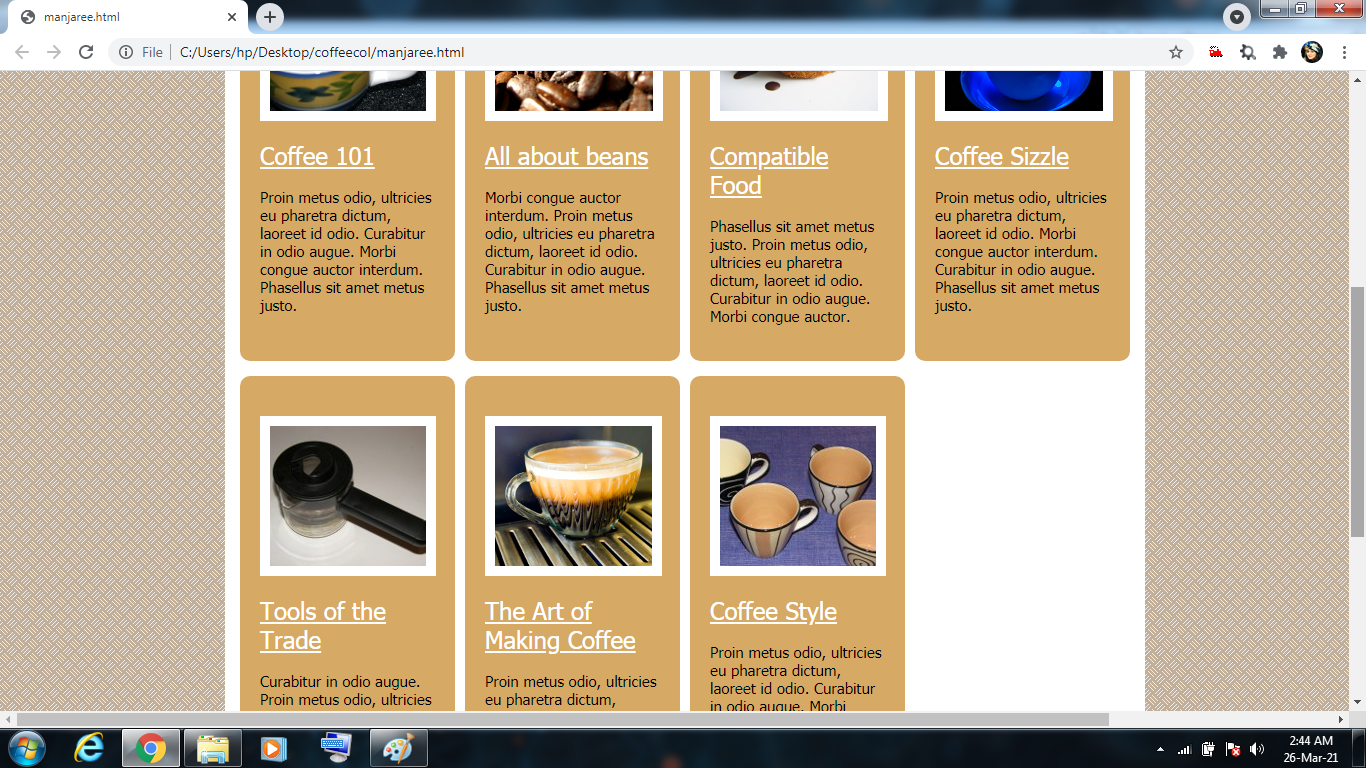 manjaree.html
File
C:/Users/hp/Desktop/coffeecol/manjaree.html
Coffee 101
Proin metus odio, ultricies
eu pharetra dictum,
laoreet id odio. Curabitur
in odio augue. Morbi
congue auctor interdum.
Phasellus sit amet metus
justo.
All about beans
Morbi congue auctor
interdum. Proin metus
odio, ultricies eu pharetra
dictum, laoreet id odio.
Curabitur in odio augue.
Phasellus sit amet metus
justo.
Compatible
Food
Phasellus sit amet metus
justo. Proin metus odio,
ultricies eu pharetra
dictum, laoreet id odio.
Curabitur in odio augue.
Morbi congue auctor.
Coffee Sizzle
Proin metus odio, ultricies
eu pharetra dictum,
laoreet id odio. Morbi
congue auctor interdum.
Curabitur in odio augue.
Phasellus sit amet metus
justo.
Tools of the
Trade
Curabitur in odio augue.
Proin metus odio, ultricies
The Art of
Making Coffee
Proin metus odio, ultricies
eu pharetra dictum,
Coffee Style
Proin metus odio, ultricies
eu pharetra dictum,
laoreet id odio. Curabitur
in odio augue. Morbi
2:44 AM
26-Mar-21